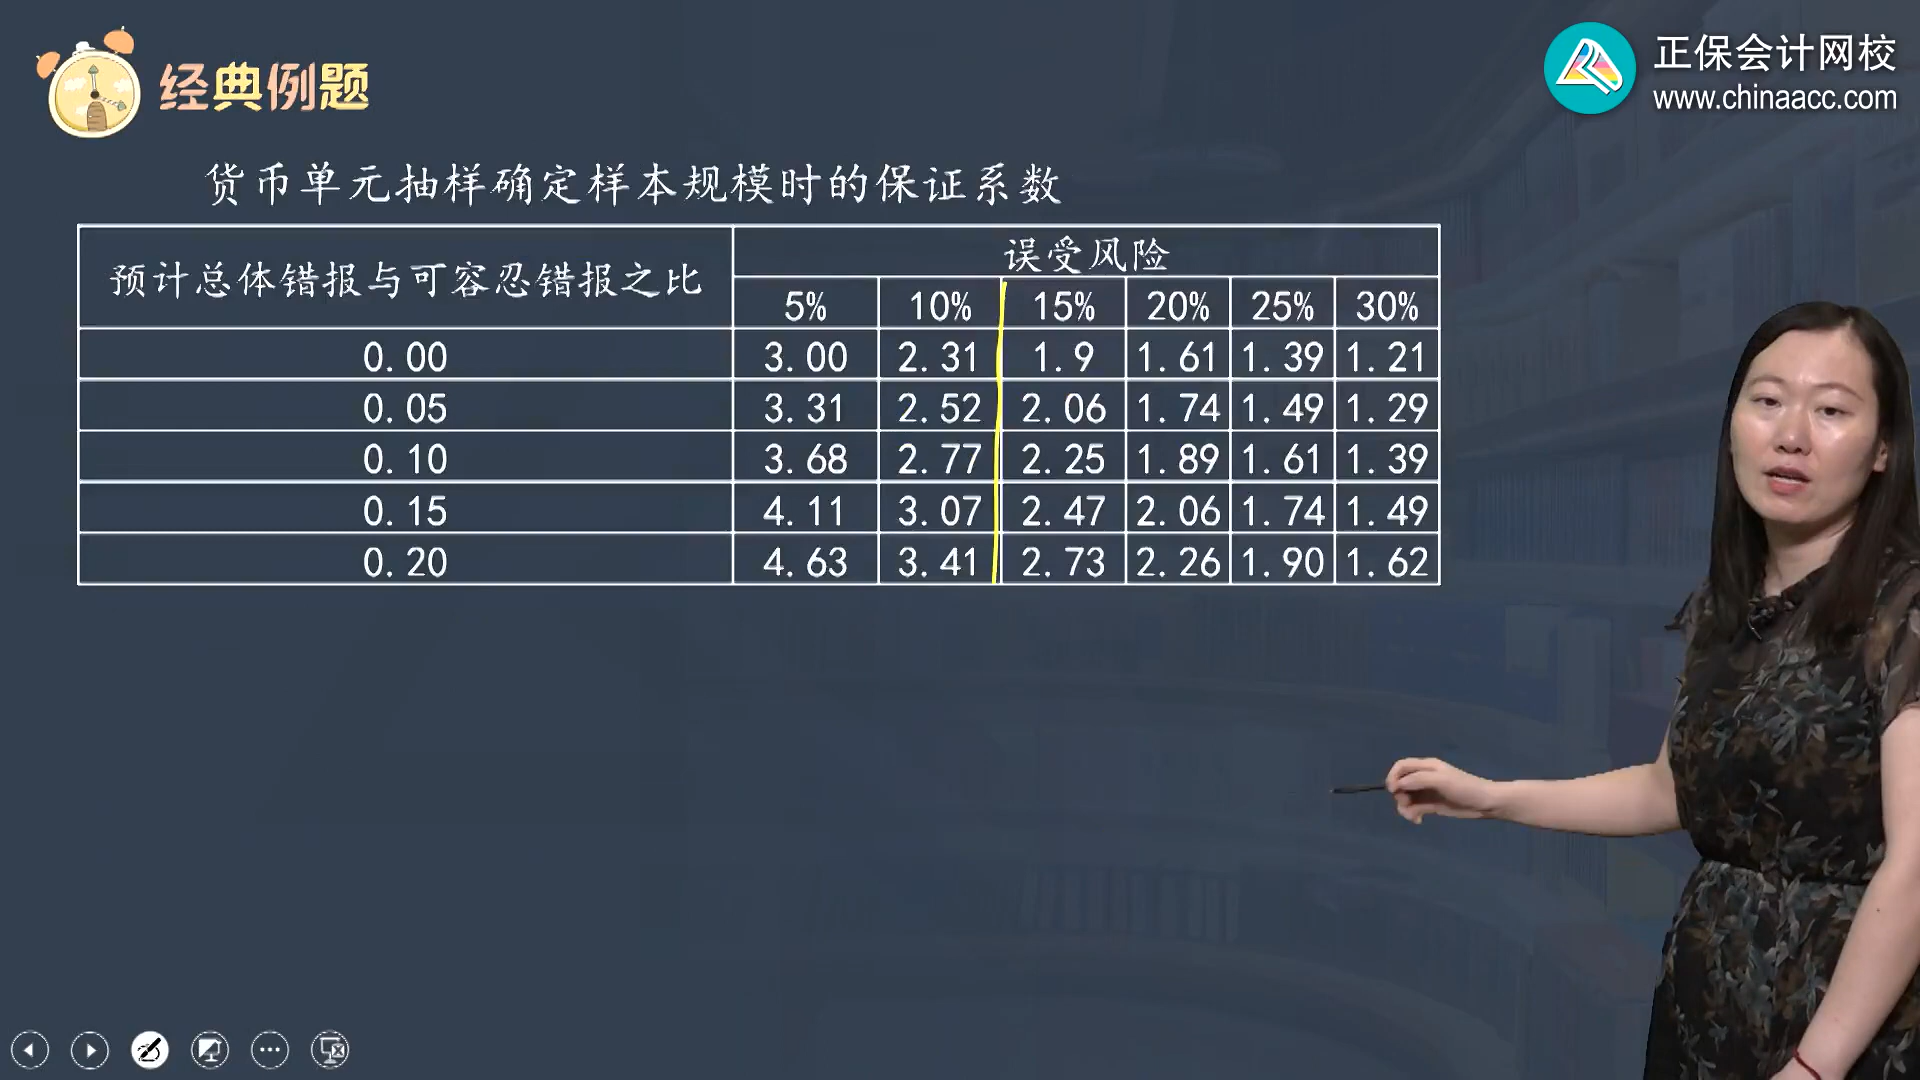 经典例题
正保会计网校
www.chinaacc.com
货币单元抽样确定样本规模时的保证系数
预计总体错报与可容忍错报之比 误受风险
5% 10% 15% 20% 25% 30%
0.00 3.00 2.31 1.9 1.61 1.39 1.21
0.05 3.31 2.52 2.06 1.74 1.49 1.29
0.10 3.68 2.77 2.25 1.89 1.61 1.39
0.15 4.11 3.07 2.47 2.06 1.74 1.49
0.20 4.63 3.41 2.73 2.26 1.90 1.62